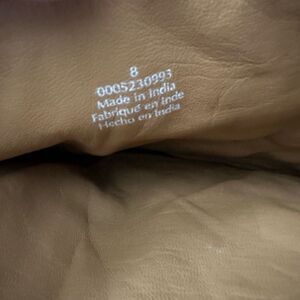 8
0005230993
Made in India
Fabriqué en Inde
Hecho en India